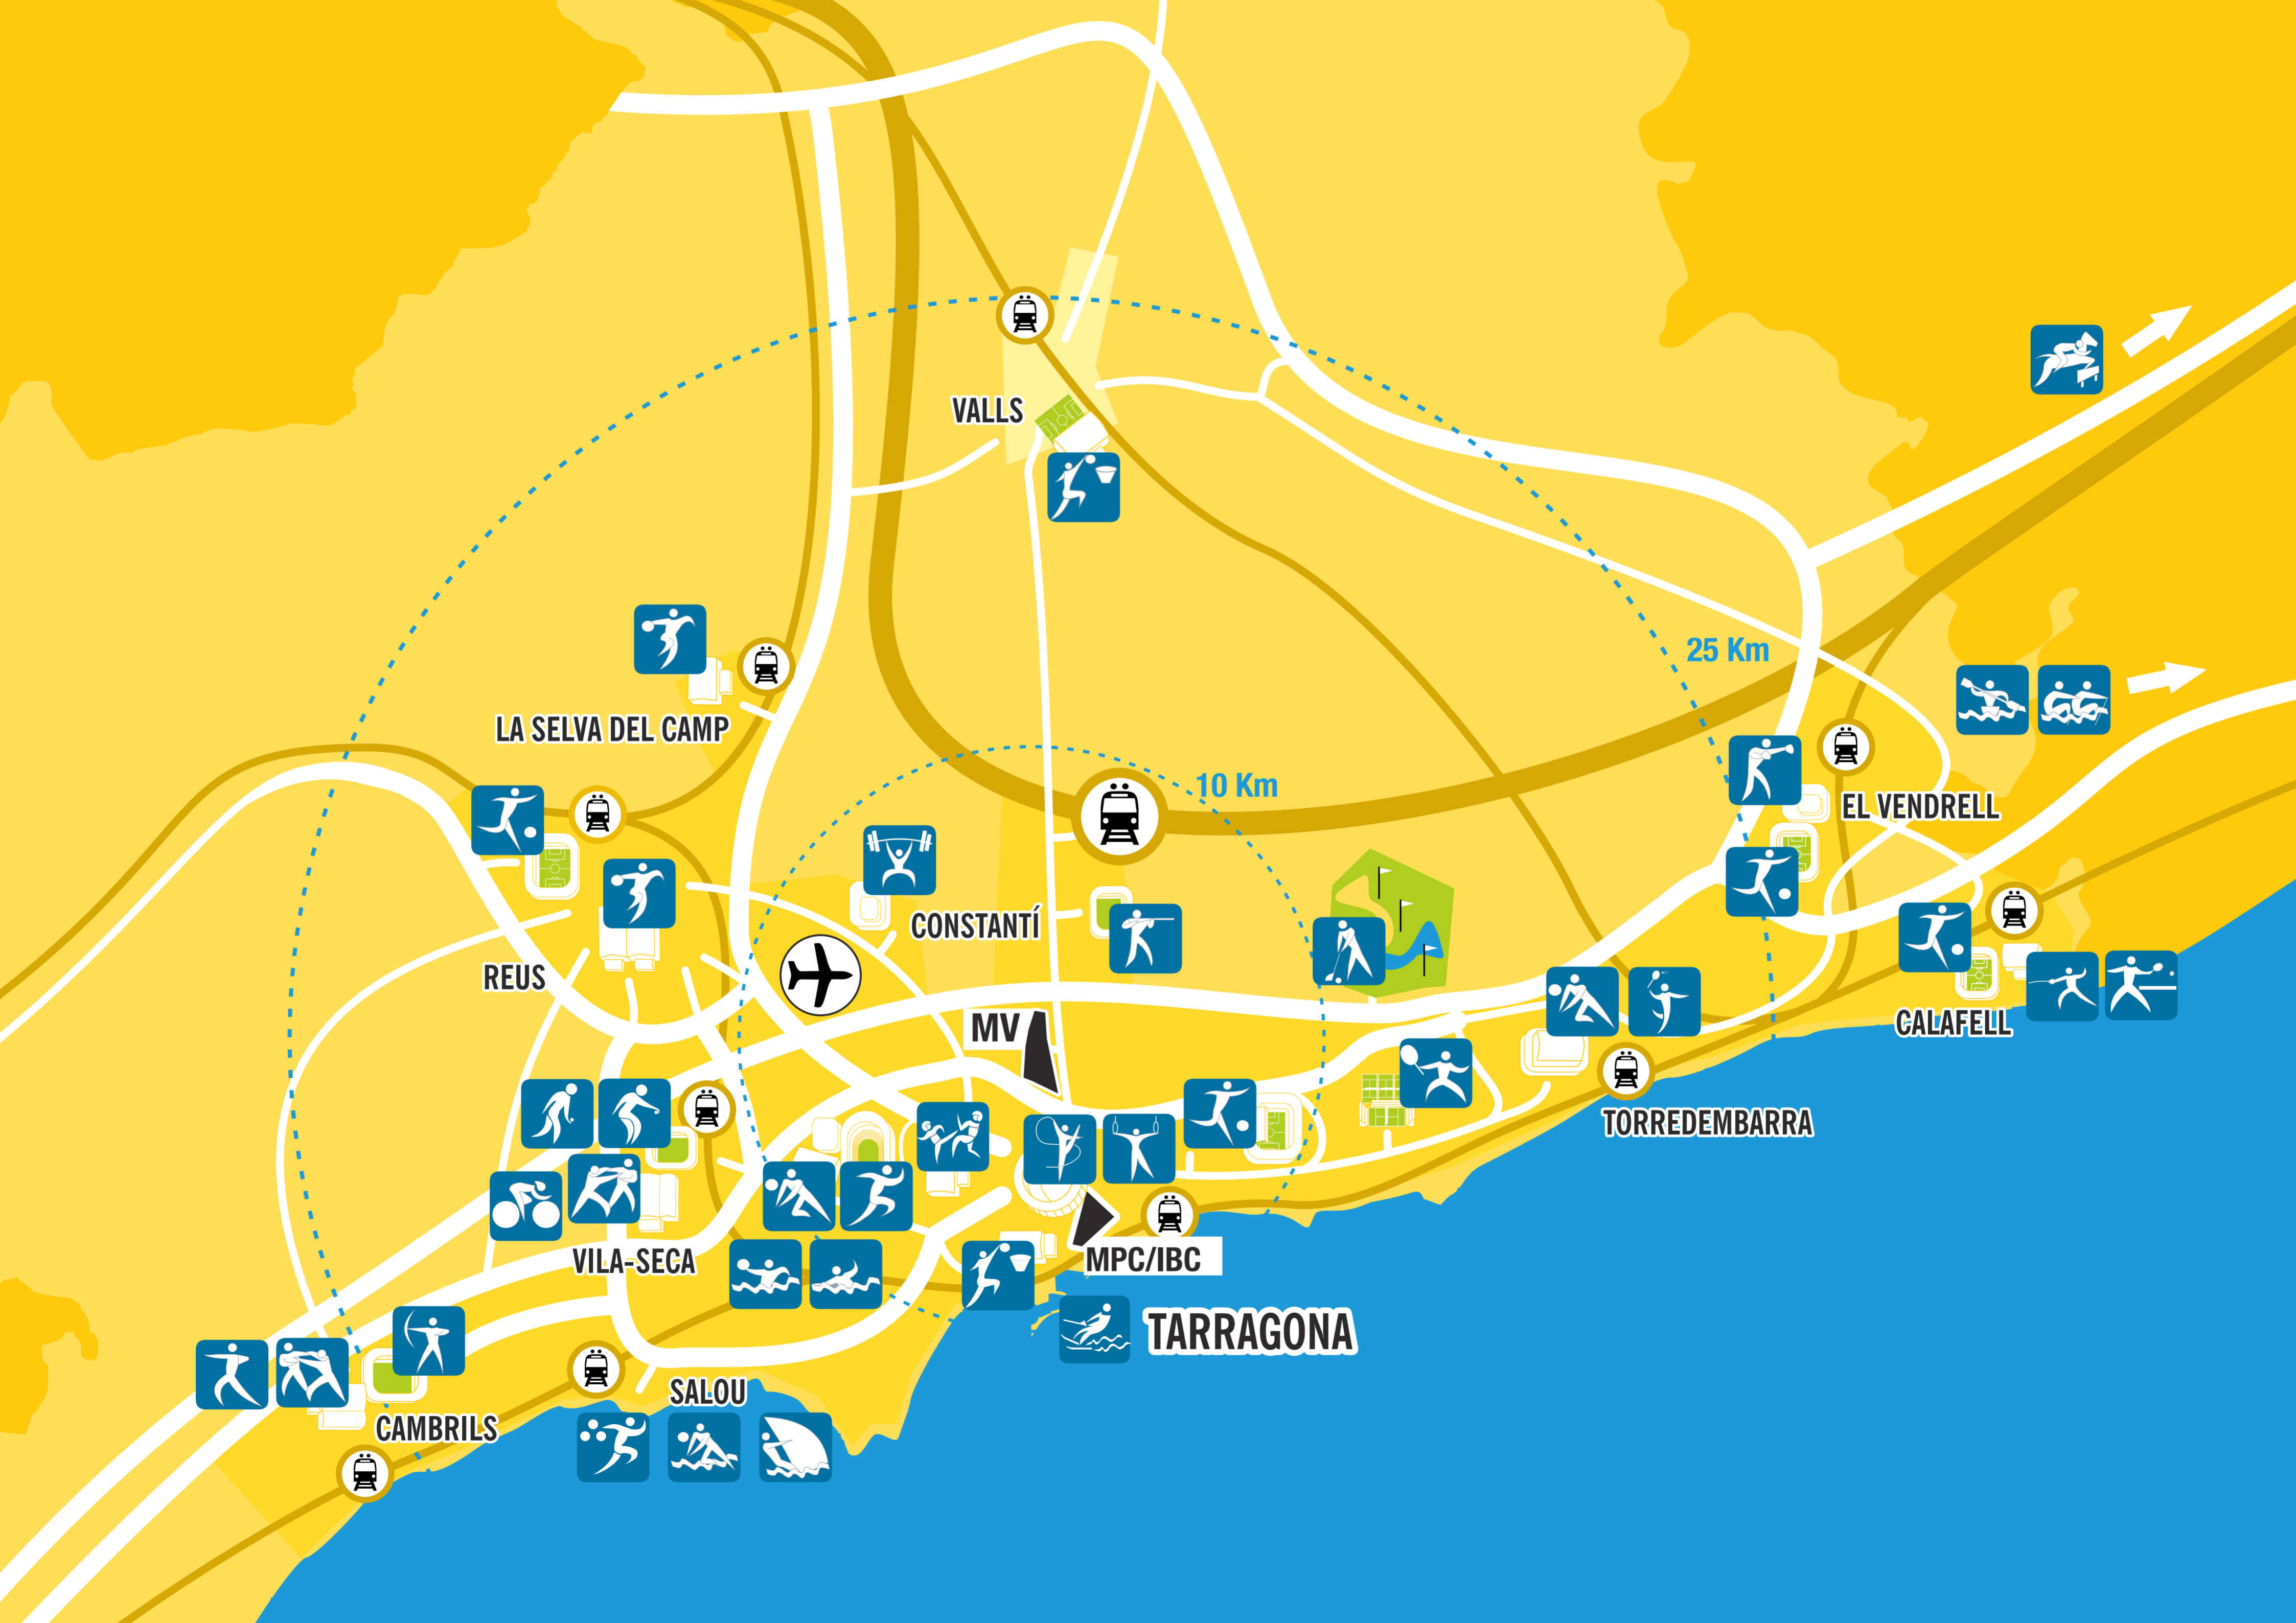 VALLS
25 Km
LA SELVA DEL CAMP
10 Km
EL VENDRELL
CONSTANTÍ
REUS
MV
CALAFELL
TORREDEMBARRA
VILA-SECA
MPC/IBC
TARRAGONA
SALOU
CAMBRILS